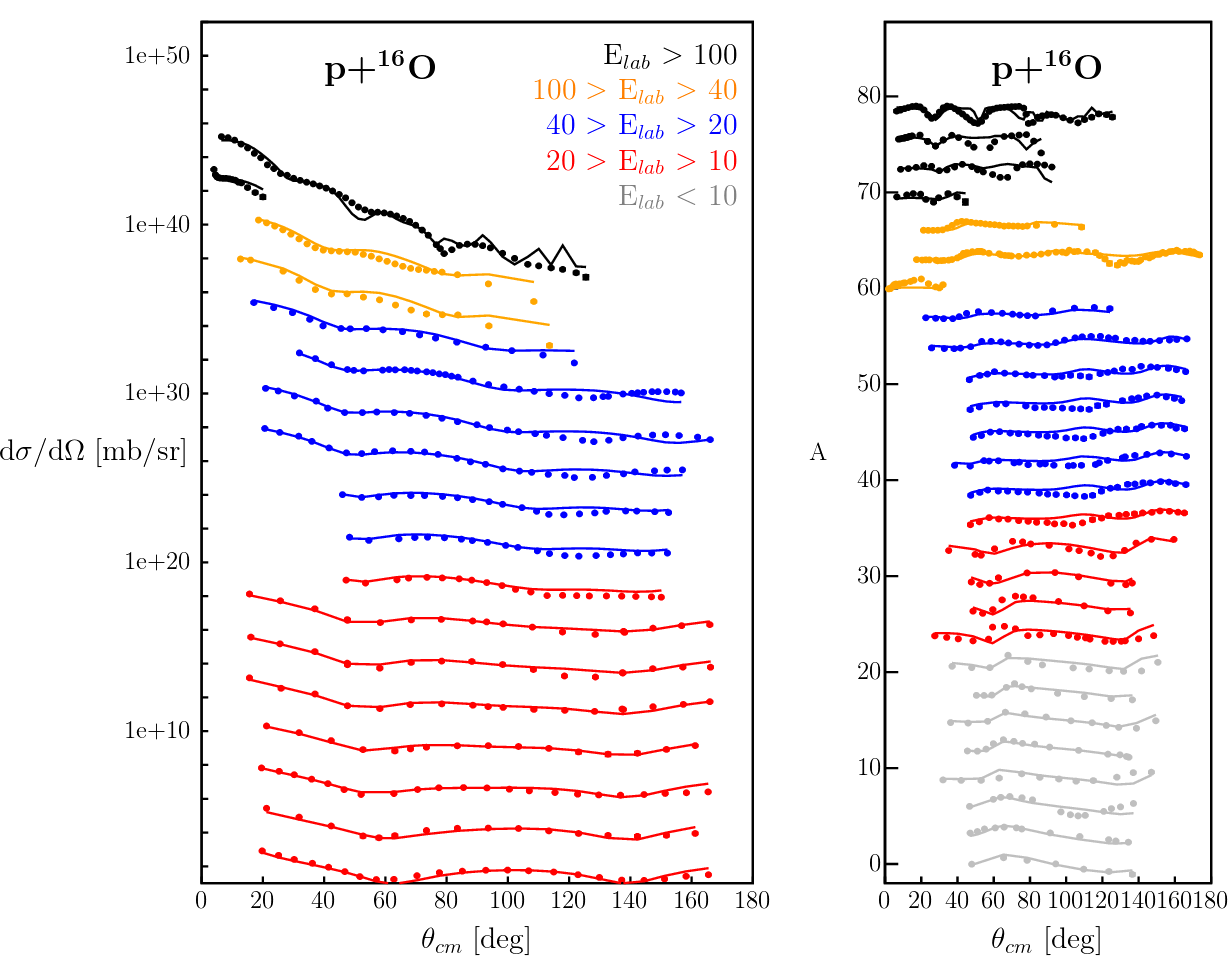 p+¹⁶O
E_lab > 100
100 > E_lab > 40
40 > E_lab > 20
20 > E_lab > 10
E_lab < 10
1e+50
1e+40
1e+30
1e+20
1e+10
dσ/dΩ [mb/sr]
0 20 40 60 80 100 120 140 160 180
θ_cm [deg]
p+¹⁶O
80
70
60
50
40
30
20
10
0
A
0 20 40 60 80 100 120 140 160 180
θ_cm [deg]